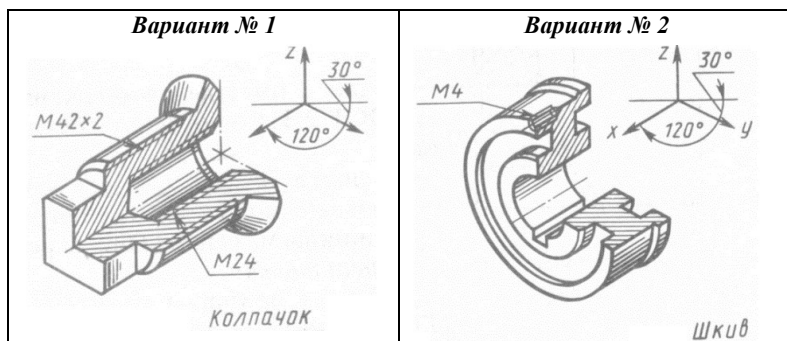 Вариант № 1
Z
30°
M42×2
120°
M24
Колпачок
Вариант № 2
Z
30°
M4
x
120°
y
Шкив